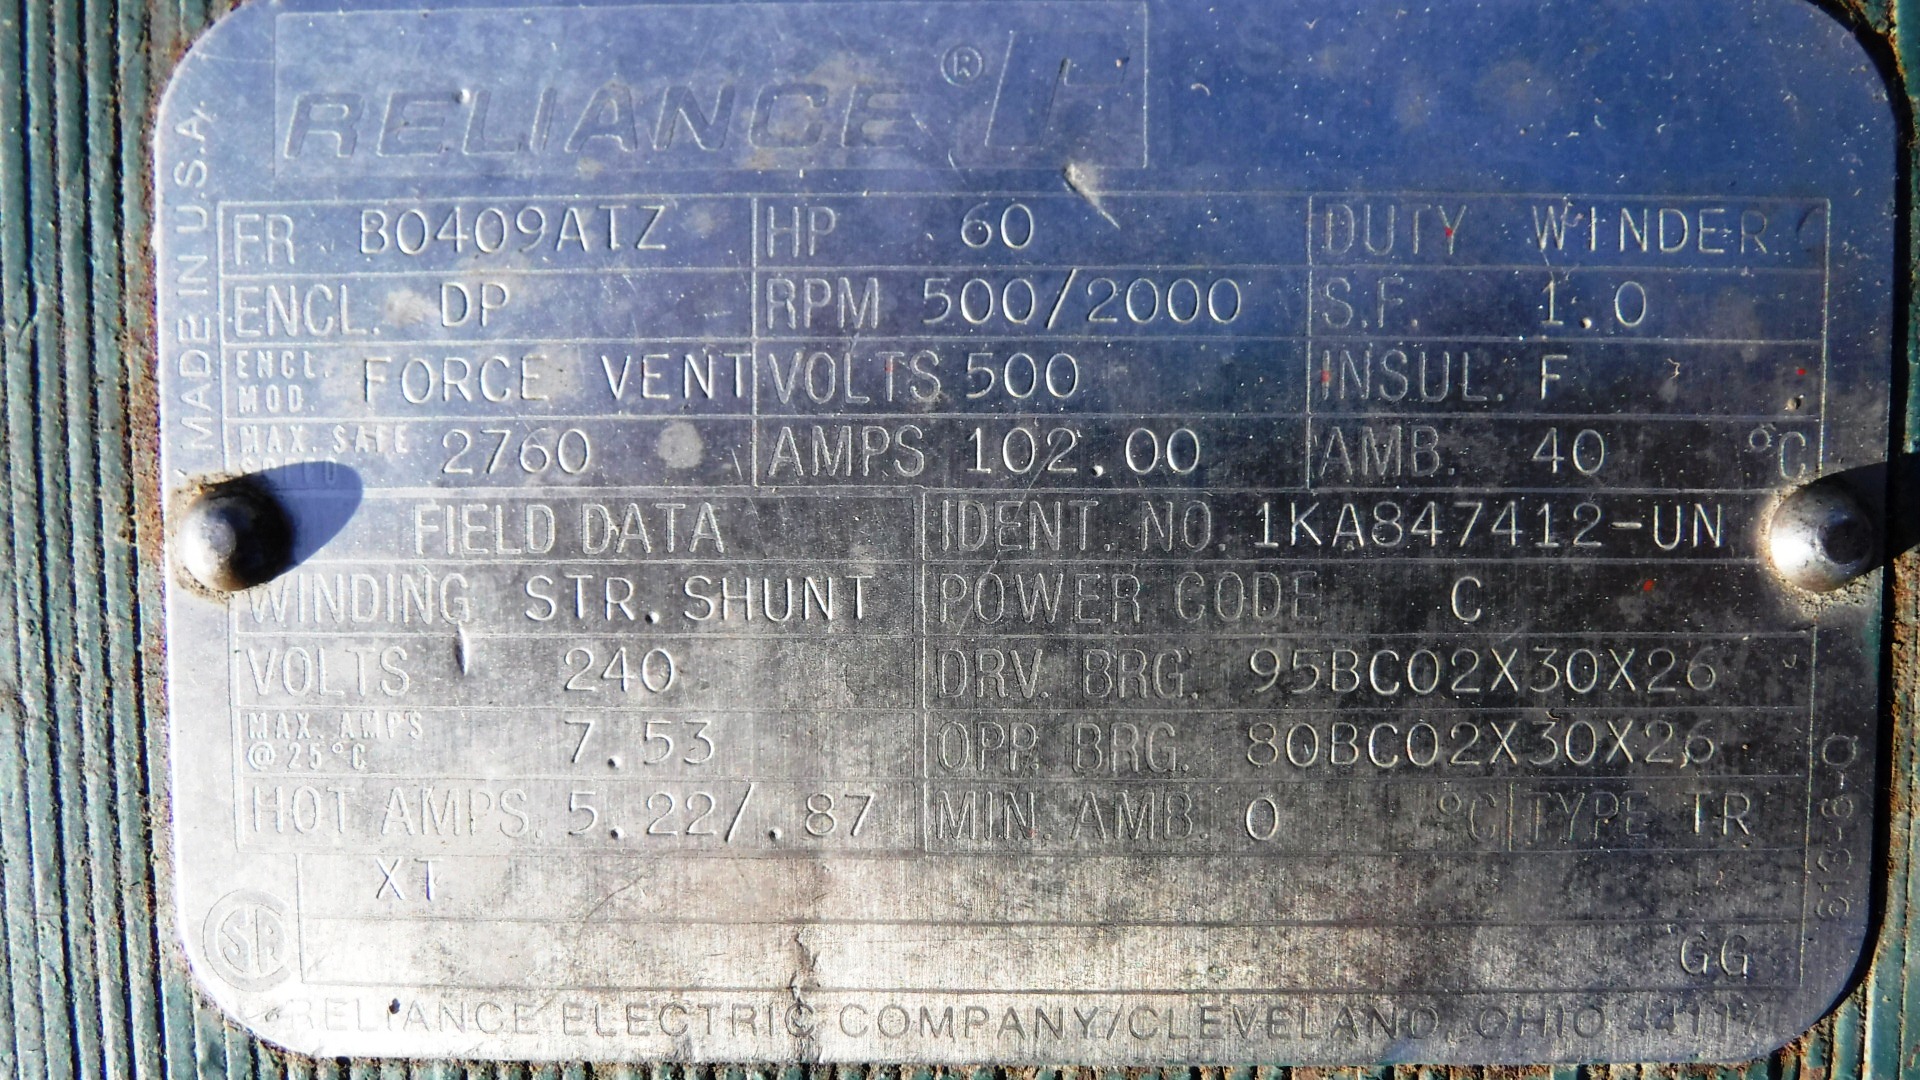 RELIANCE ®
MADE IN U.S.A.
FR B0409ATZ HP 60 DUTY WINDER
ENCL. DP RPM 500/2000 S.F. 1.0
ENCL. MOD. FORCE VENT VOLTS 500 INSUL. F
MAX. SAFE 2760 AMPS 102.00 AMB. 40 °C
FIELD DATA IDENT. NO. 1KA847412-UN
WINDING STR. SHUNT POWER CODE C
VOLTS 240 DRV. BRG. 95BC02X30X26
MAX. AMPS @ 25°C 7.53 OPP. BRG. 80BC02X30X26
HOT AMPS. 5.22/.87 MIN. AMB. 0 °C TYPE TR
XT
GG
RELIANCE ELECTRIC COMPANY/CLEVELAND, OHIO 44117